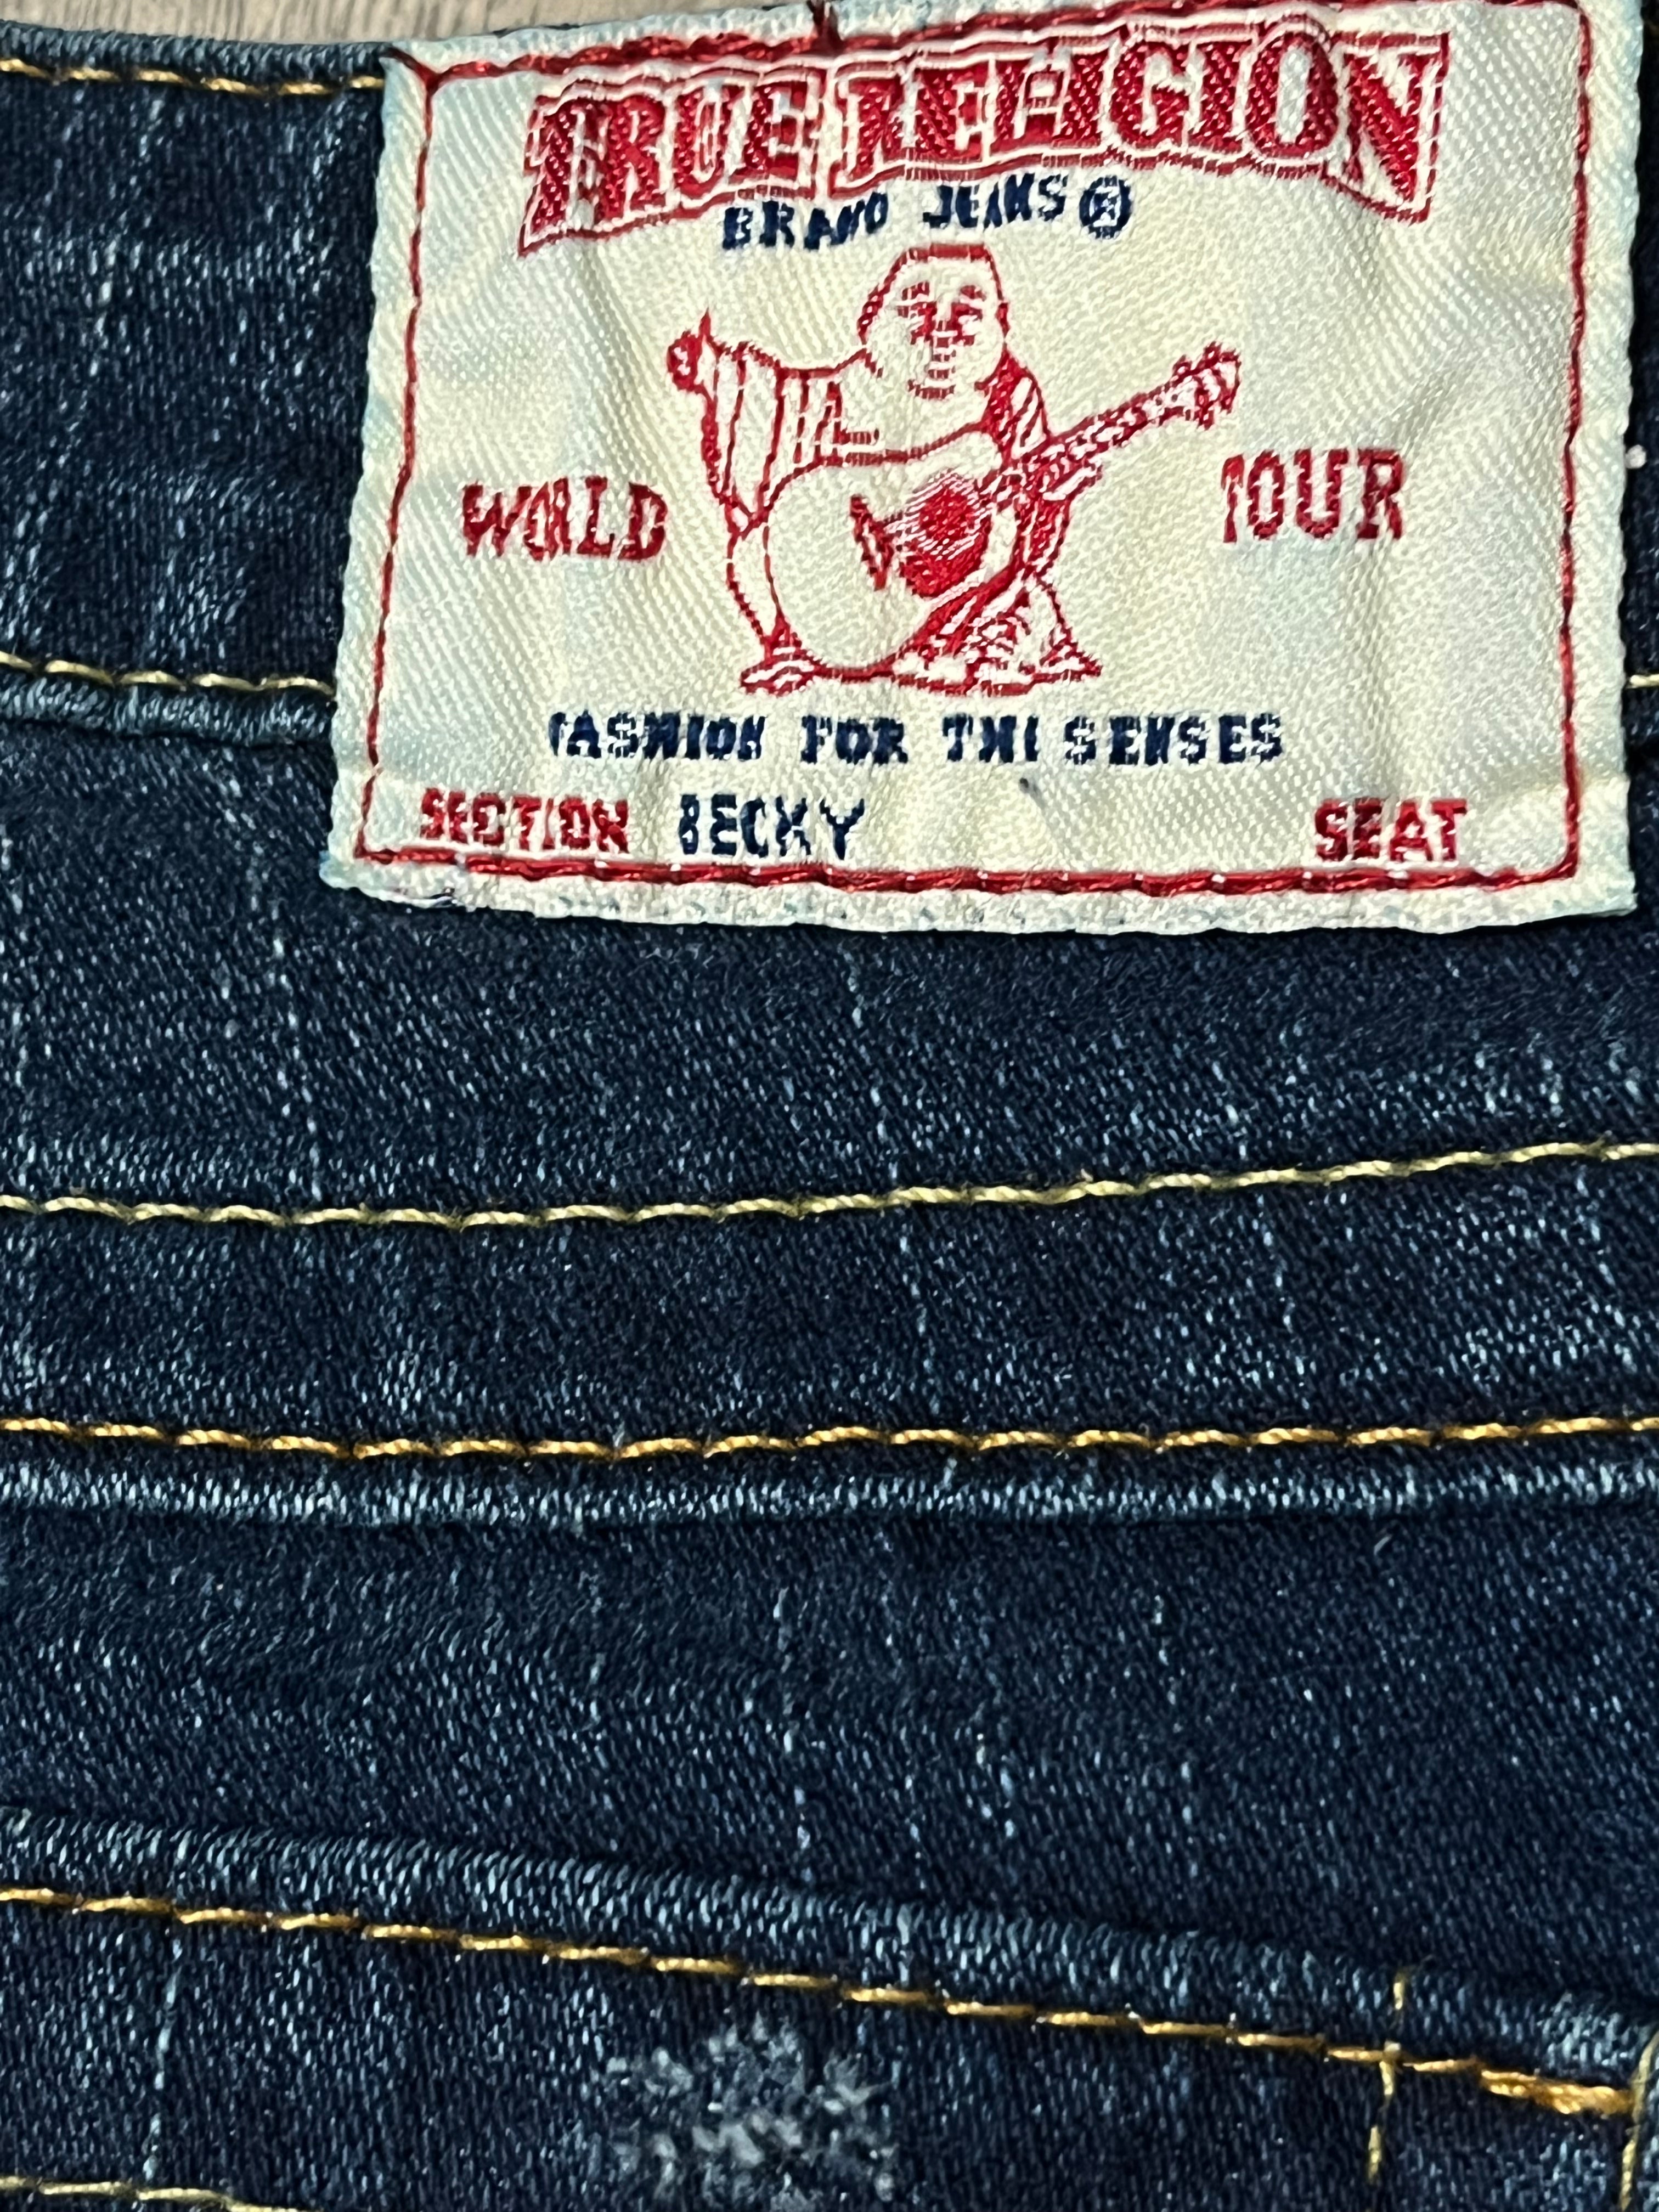 TRUE RELIGION
BRAND JEANS ®
WORLD TOUR
FASHION FOR THE SENSES
SECTION BECKY SEAT